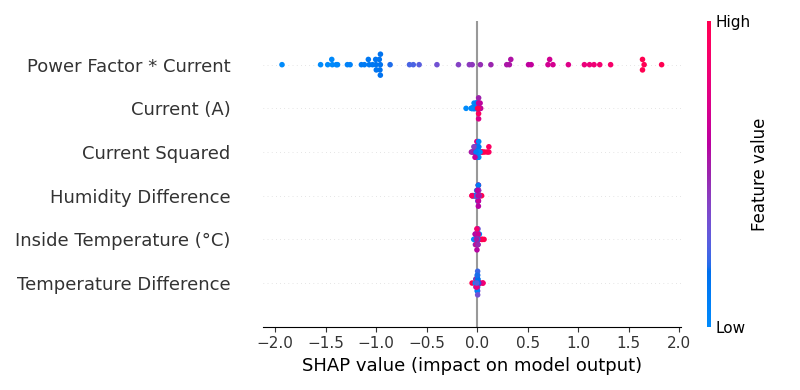 High
Power Factor * Current
Current (A)
Current Squared
Humidity Difference
Inside Temperature (°C)
Temperature Difference
Feature value
Low
−2.0 −1.5 −1.0 −0.5 0.0 0.5 1.0 1.5 2.0
SHAP value (impact on model output)